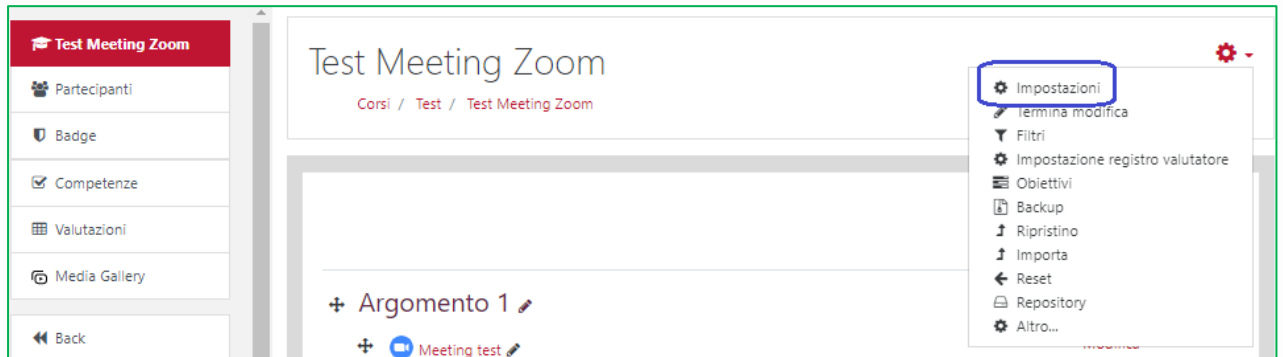 Test Meeting Zoom
Partecipanti
Badge
Competenze
Valutazioni
Media Gallery
Back
Test Meeting Zoom
Corsi / Test / Test Meeting Zoom
Impostazioni
Termina modifica
Filtri
Impostazione registro valutatore
Obiettivi
Backup
Ripristino
Importa
Reset
Repository
Altro...
Argomento 1
Meeting test
Modifica